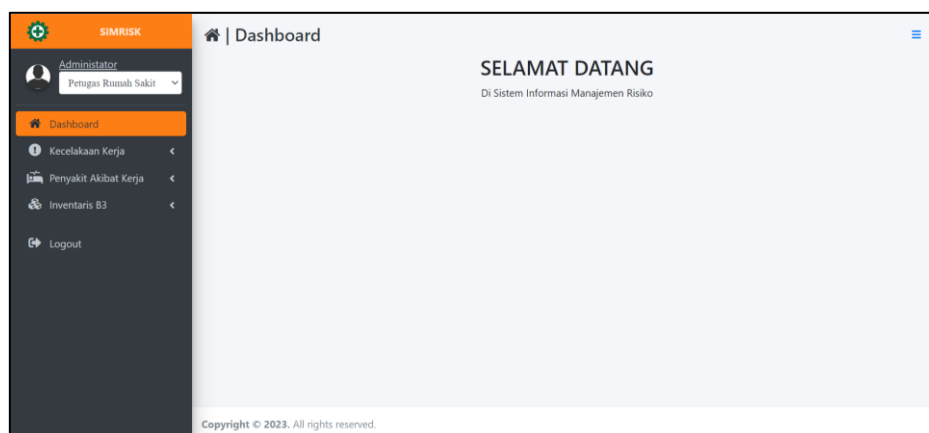 SIMRISK
Administator
Petugas Rumah Sakit
Dashboard
Kecelakaan Kerja
Penyakit Akibat Kerja
Inventaris B3
Logout
| Dashboard
SELAMAT DATANG
Di Sistem Informasi Manajemen Risiko
Copyright © 2023. All rights reserved.